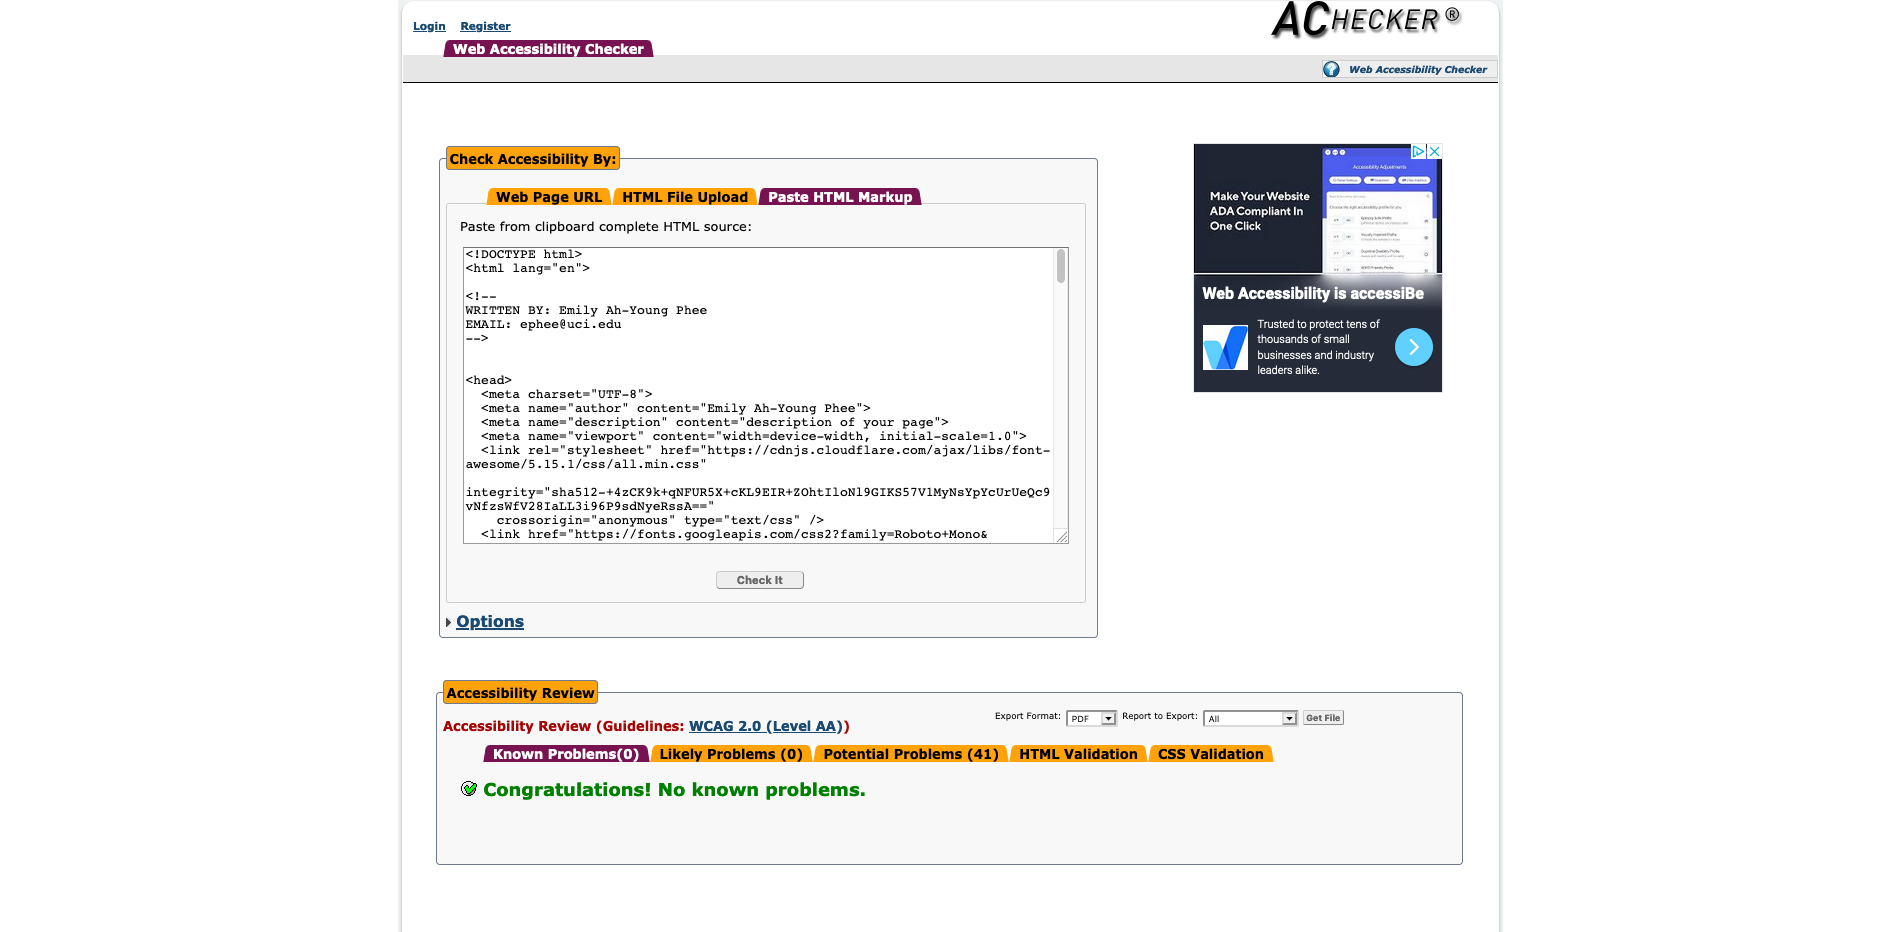 Login Register
ACHECKER ®
Web Accessibility Checker
Web Accessibility Checker
Check Accessibility By:
Web Page URL HTML File Upload Paste HTML Markup
Paste from clipboard complete HTML source:
<!DOCTYPE html>
<html lang="en">
<!--
WRITTEN BY: Emily Ah-Young Phee
EMAIL: ephee@uci.edu
-->
<head>
<meta charset="UTF-8">
<meta name="author" content="Emily Ah-Young Phee">
<meta name="description" content="description of your page">
<meta name="viewport" content="width=device-width, initial-scale=1.0">
<link rel="stylesheet" href="https://cdnjs.cloudflare.com/ajax/libs/font-
awesome/5.15.1/css/all.min.css"
integrity="sha512-+4zCK9k+qNFUR5X+cKL9EIR+ZOhtIloNl9GIKS57V1MyNsYpYcUrUeQc9
vNfzsWfV28IaLL3i96P9sdNyeRssA=="
crossorigin="anonymous" type="text/css" />
<link href="https://fonts.googleapis.com/css2?family=Roboto+Mono&
Check It
Options
Accessibility Adjustments
Make Your Website
ADA Compliant In
One Click
Web Accessibility is accessiBe
Trusted to protect tens of
thousands of small
businesses and industry
leaders alike.
Accessibility Review
Export Format: PDF Report to Export: All Get File
Accessibility Review (Guidelines: WCAG 2.0 (Level AA))
Known Problems(0) Likely Problems (0) Potential Problems (41) HTML Validation CSS Validation
Congratulations! No known problems.